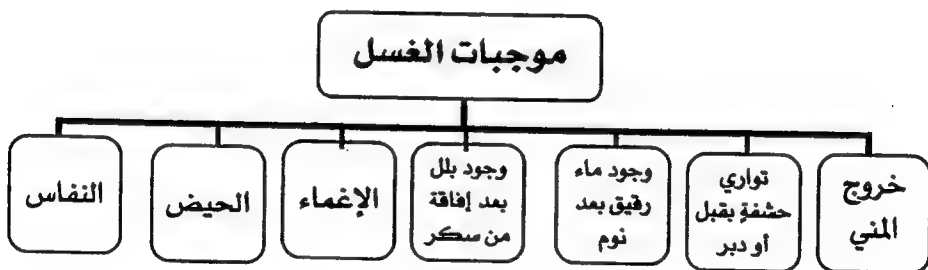 موجبات الغسل
خروج
المني
تواري
حشفةٍ بقبل
أو دبر
وجود ماء
رقيق بعد
نوم
وجود بلل
بعد إفاقة
من سكر
الإغماء
الحيض
النفاس